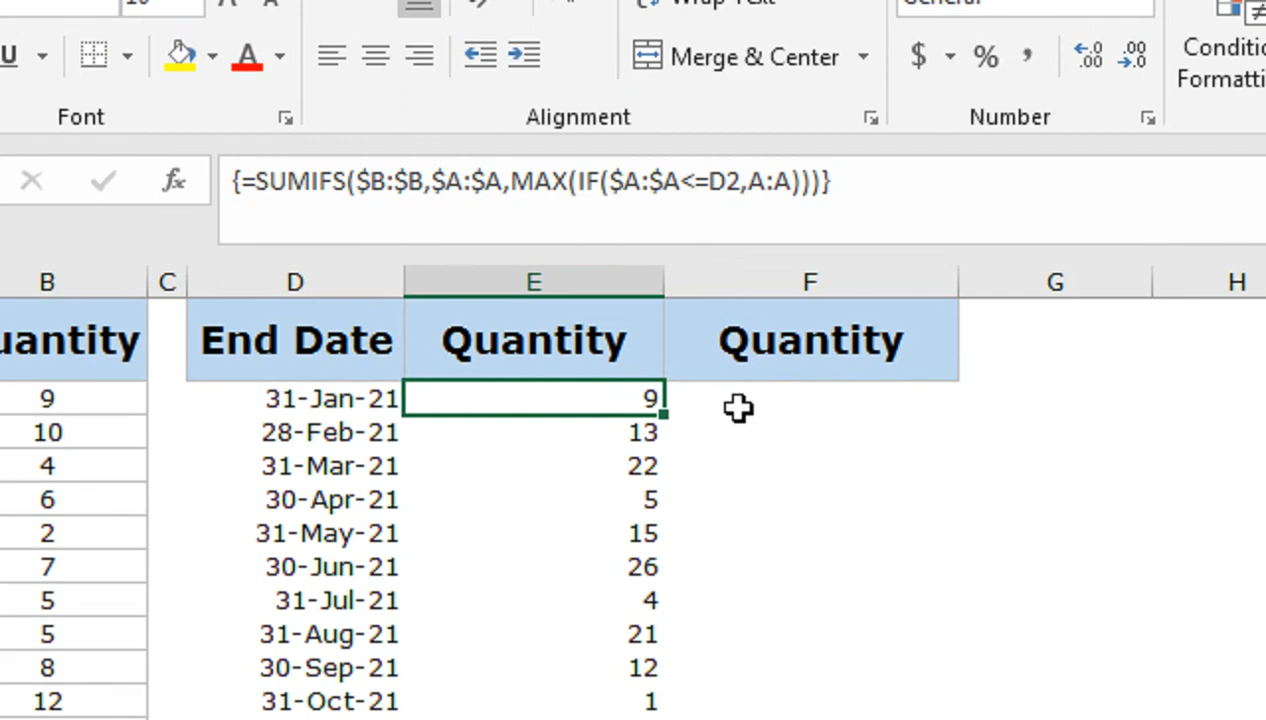 Merge & Center
$ % ,
Conditio
Formatti
Font
Alignment
Number
fx
{=SUMIFS($B:$B,$A:$A,MAX(IF($A:$A<=D2,A:A)))}
B C D E F G H
uantity End Date Quantity Quantity
9 31-Jan-21 9
10 28-Feb-21 13
4 31-Mar-21 22
6 30-Apr-21 5
2 31-May-21 15
7 30-Jun-21 26
5 31-Jul-21 4
5 31-Aug-21 21
8 30-Sep-21 12
12 31-Oct-21 1